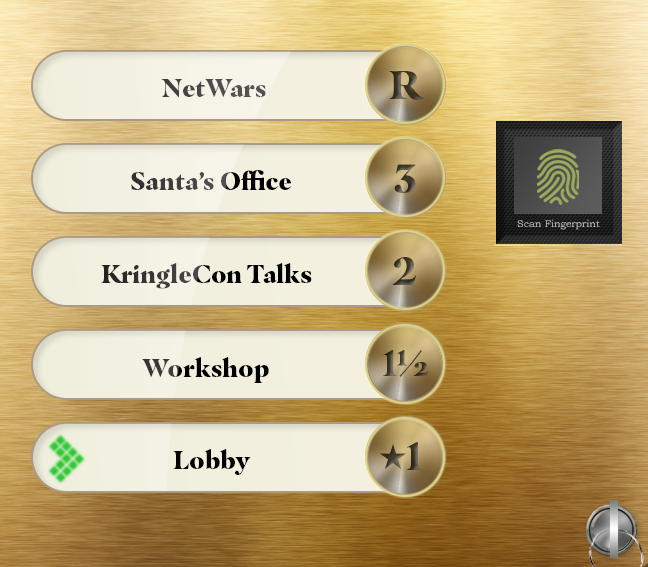 NetWars R
Santa's Office 3
Scan Fingerprint
KringleCon Talks 2
Workshop 1½
Lobby ★1